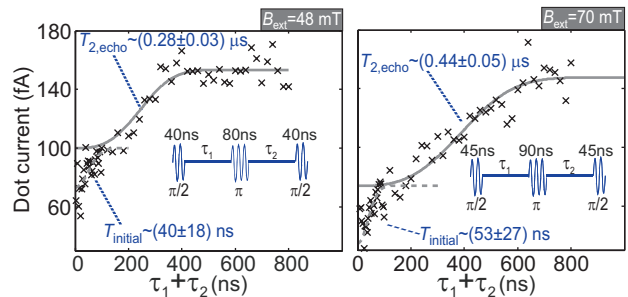 B_ext=48 mT
B_ext=70 mT
T_2,echo~(0.28±0.03) μs
T_2,echo~(0.44±0.05) μs
180
140
100
60
Dot current (fA)
40ns 80ns 40ns
τ_1 τ_2
π/2 π π/2
45ns 90ns 45ns
τ_1 τ_2
π/2 π π/2
T_initial~(40±18) ns
T_initial~(53±27) ns
0 200 400 600 800
0 200 400 600 800
τ_1+τ_2 (ns)
τ_1+τ_2 (ns)